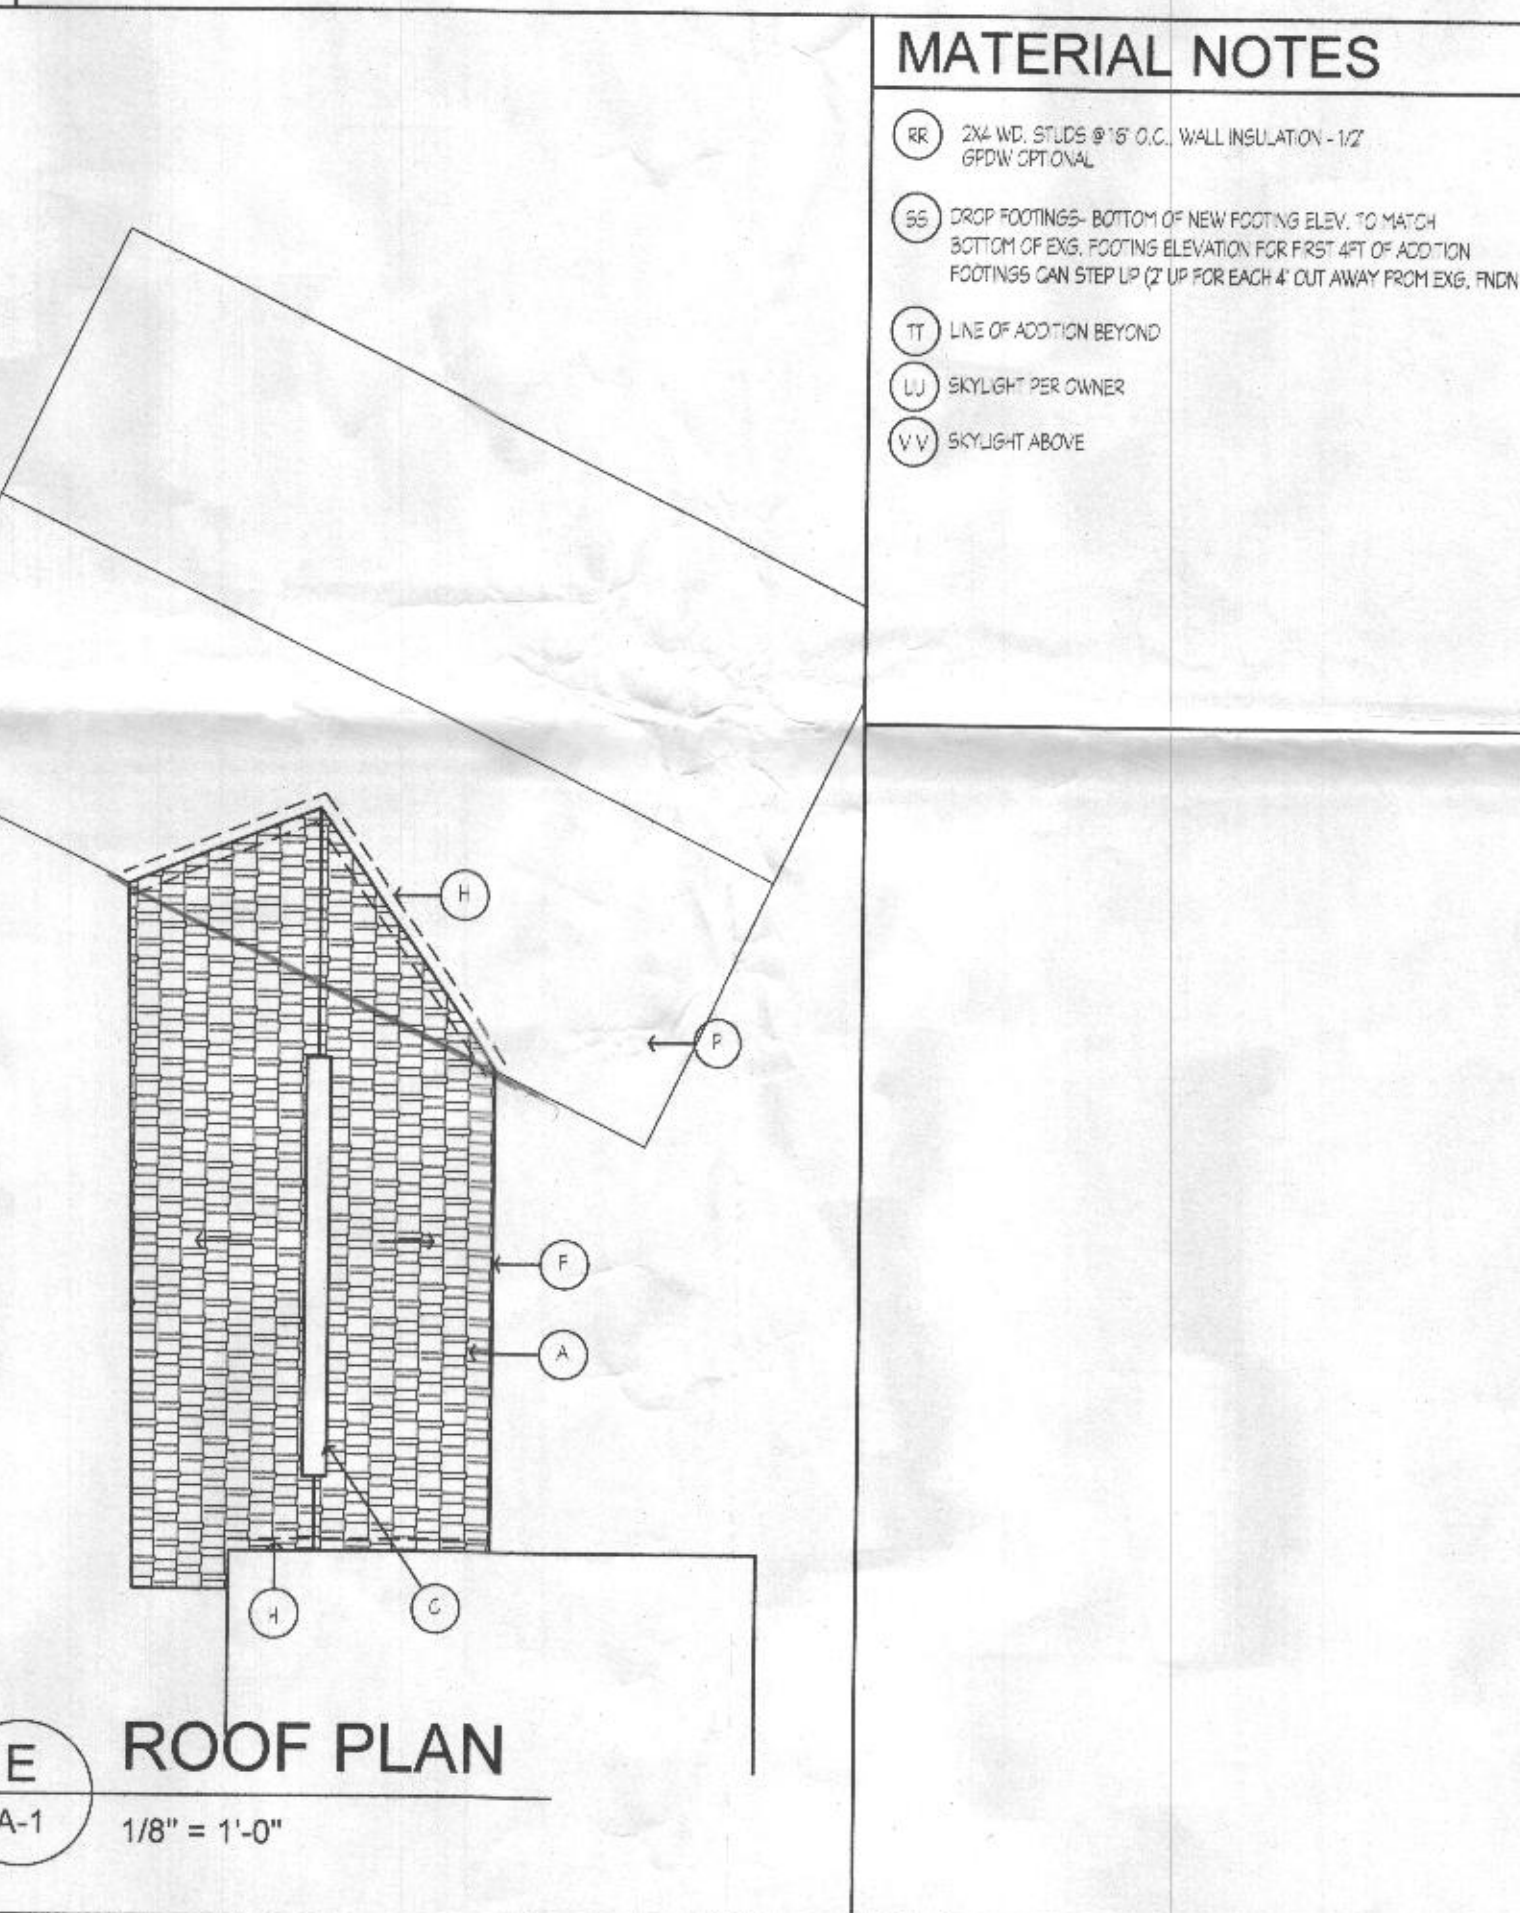 MATERIAL NOTES
RR 2X4 WD. STUDS @ 16" O.C., WALL INSULATION - 1/2"
GPDW OPTIONAL
SS DROP FOOTINGS- BOTTOM OF NEW FOOTING ELEV. TO MATCH
BOTTOM OF EXG. FOOTING ELEVATION FOR FIRST 4FT OF ADDITION
FOOTINGS CAN STEP UP (2' UP FOR EACH 4' OUT AWAY FROM EXG. FNDN
TT LINE OF ADDITION BEYOND
UU SKYLIGHT PER OWNER
VV SKYLIGHT ABOVE
H
P
F
A
H
C
E
A-1
ROOF PLAN
1/8" = 1'-0"